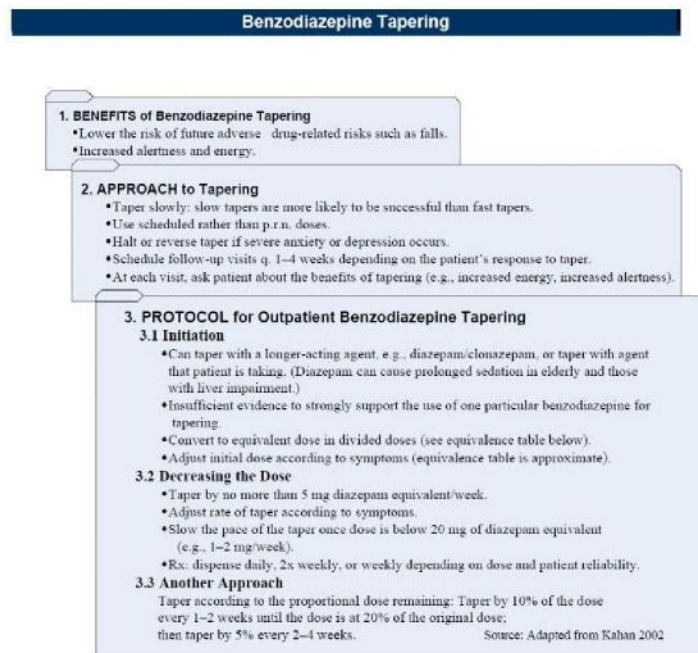 Benzodiazepine Tapering
1. BENEFITS of Benzodiazepine Tapering
•Lower the risk of future adverse drug-related risks such as falls.
•Increased alertness and energy.
2. APPROACH to Tapering
•Taper slowly: slow tapers are more likely to be successful than fast tapers.
•Use scheduled rather than p.r.n. doses.
•Halt or reverse taper if severe anxiety or depression occurs.
•Schedule follow-up visits q. 1–4 weeks depending on the patient's response to taper.
•At each visit, ask patient about the benefits of tapering (e.g., increased energy, increased alertness).
3. PROTOCOL for Outpatient Benzodiazepine Tapering
3.1 Initiation
•Can taper with a longer-acting agent, e.g., diazepam/clonazepam, or taper with agent
that patient is taking. (Diazepam can cause prolonged sedation in elderly and those
with liver impairment.)
•Insufficient evidence to strongly support the use of one particular benzodiazepine for
tapering.
•Convert to equivalent dose in divided doses (see equivalence table below).
•Adjust initial dose according to symptoms (equivalence table is approximate).
3.2 Decreasing the Dose
•Taper by no more than 5 mg diazepam equivalent/week.
•Adjust rate of taper according to symptoms.
•Slow the pace of the taper once dose is below 20 mg of diazepam equivalent
(e.g., 1–2 mg/week).
•Rx: dispense daily, 2x weekly, or weekly depending on dose and patient reliability.
3.3 Another Approach
Taper according to the proportional dose remaining: Taper by 10% of the dose
every 1–2 weeks until the dose is at 20% of the original dose;
then taper by 5% every 2–4 weeks. Source: Adapted from Kahan 2002